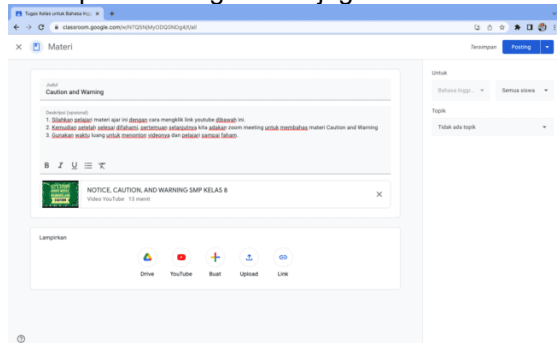 Tugas Kelas untuk Bahasa Ing
classroom.google.com
Materi
Tersimpan
Posting
Judul
Caution and Warning
Deskripsi (opsional)
1. Silahkan pelajari materi ajar ini dengan cara mengklik link youtube dibawah ini.
2. Kemudian setelah selesai difahami, pertemuan selanjutnya kita adakan zoom meeting untuk membahas materi Caution and Warning
3. Gunakan waktu luang untuk menonton videonya dan pelajari sampai faham.
B I U
NOTICE, CAUTION, AND WARNING SMP KELAS 8
Video YouTube 13 menit
Lampirkan
Drive YouTube Buat Upload Link
Untuk
Bahasa Inggr... Semua siswa
Topik
Tidak ada topik